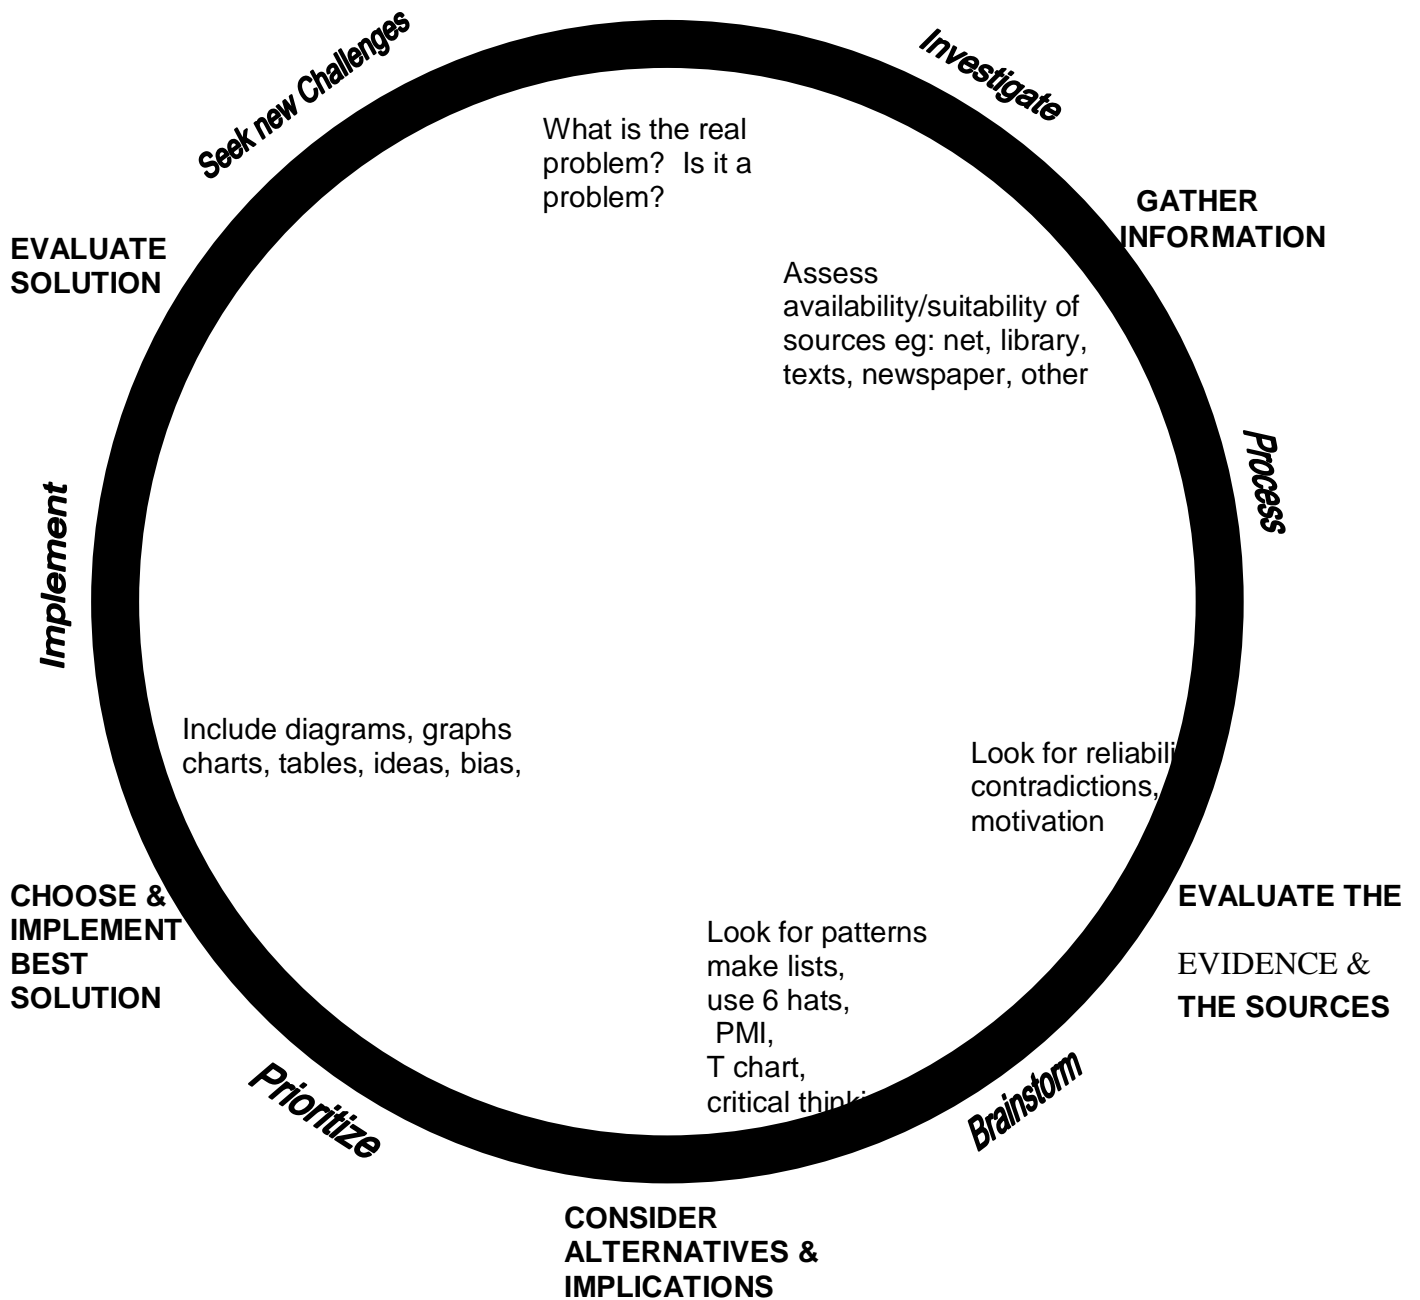 Seek new Challenges
Investigate
What is the real
problem? Is it a
problem?
GATHER
INFORMATION
EVALUATE
SOLUTION
Assess
availability/suitability of
sources eg: net, library,
texts, newspaper, other
Process
Implement
Include diagrams, graphs
charts, tables, ideas, bias,
Look for reliabili
contradictions,
motivation
CHOOSE &
IMPLEMENT
BEST
SOLUTION
EVALUATE THE
EVIDENCE &
THE SOURCES
Look for patterns
make lists,
use 6 hats,
PMI,
T chart,
critical thinki
Prioritize
Brainstorm
CONSIDER
ALTERNATIVES &
IMPLICATIONS